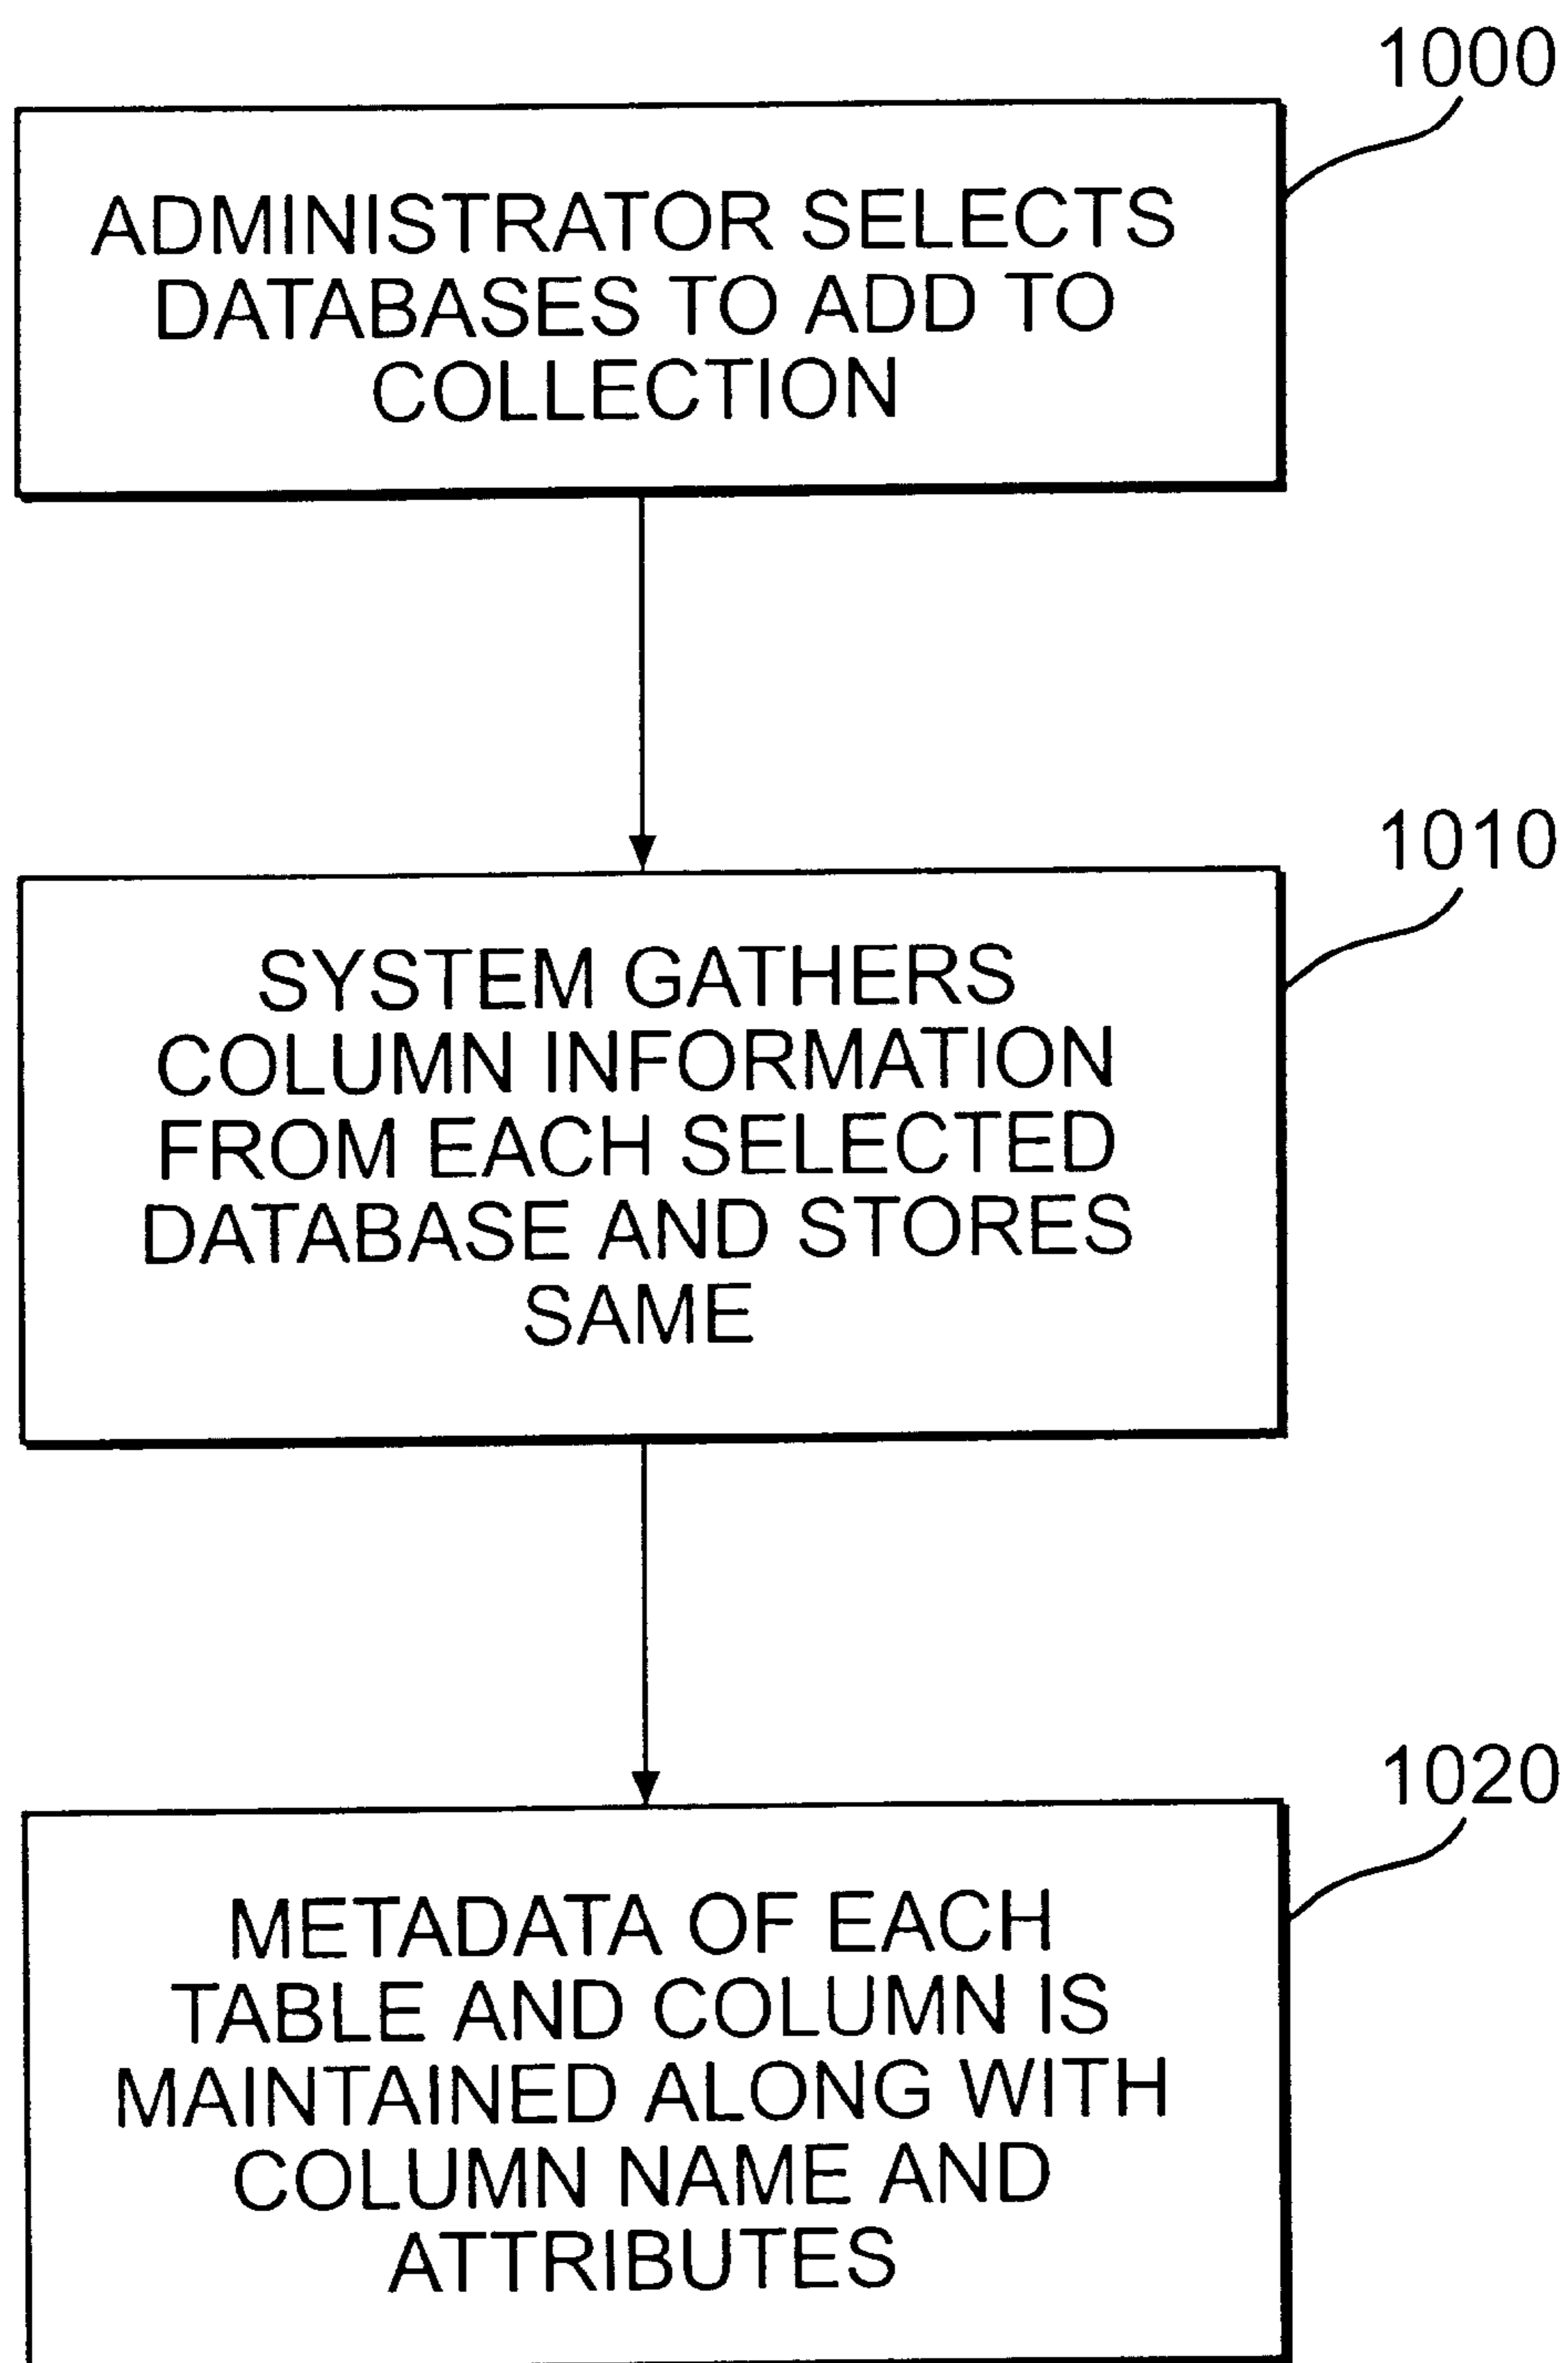 1000
ADMINISTRATOR SELECTS
DATABASES TO ADD TO
COLLECTION
1010
SYSTEM GATHERS
COLUMN INFORMATION
FROM EACH SELECTED
DATABASE AND STORES
SAME
1020
METADATA OF EACH
TABLE AND COLUMN IS
MAINTAINED ALONG WITH
COLUMN NAME AND
ATTRIBUTES